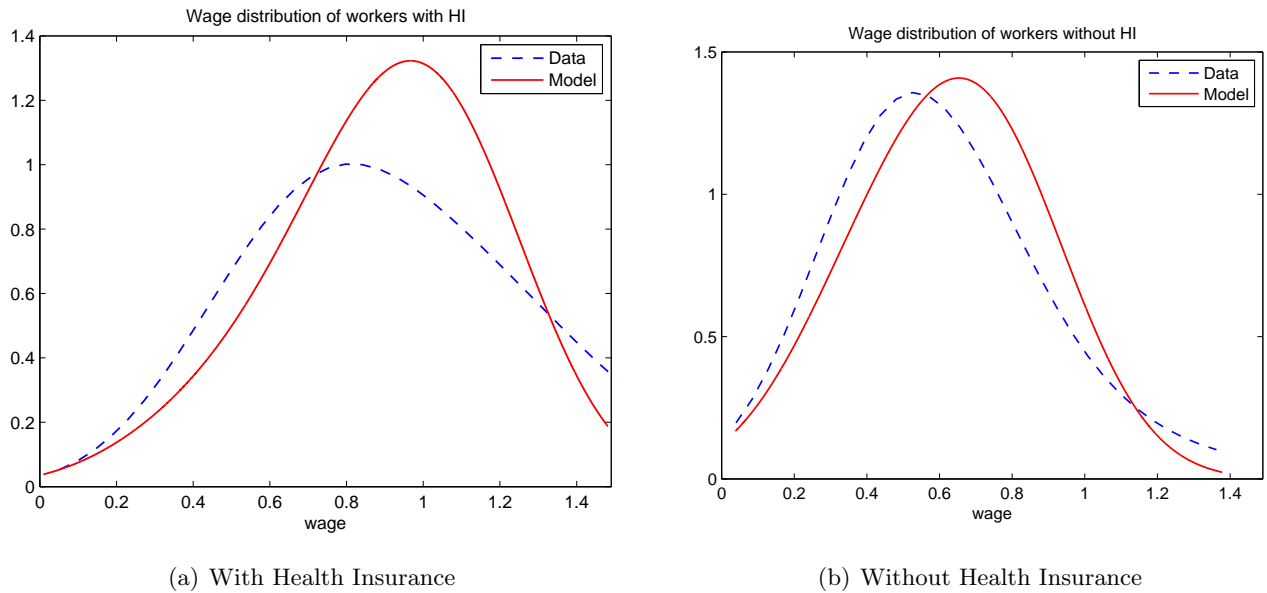 Wage distribution of workers with HI
1.4
1.2
1
0.8
0.6
0.4
0.2
0
0 0.2 0.4 0.6 0.8 1 1.2 1.4
wage
Data
Model
(a) With Health Insurance
Wage distribution of workers without HI
1.5
1
0.5
0
0.2 0.4 0.6 0.8 1 1.2 1.4
wage
Data
Model
(b) Without Health Insurance